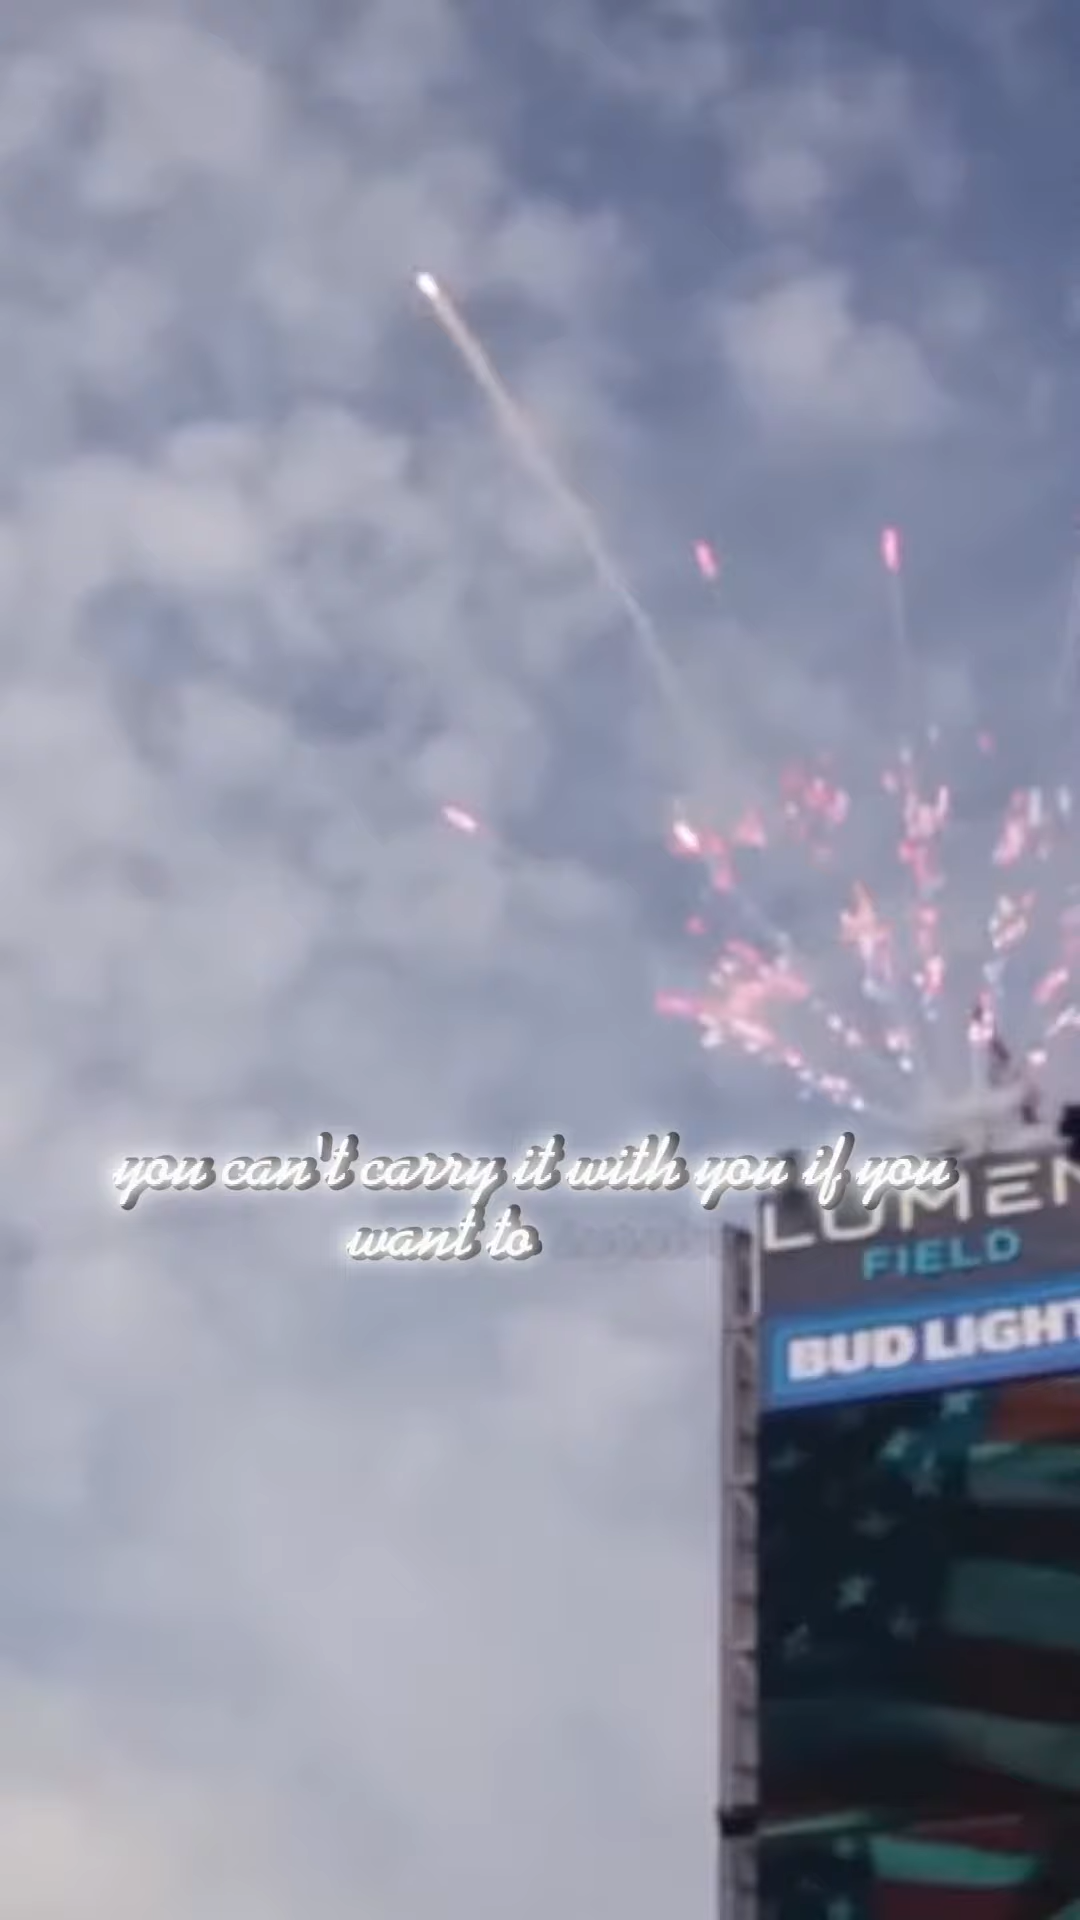 you can't carry it with you if you
want to
LUMEN
FIELD
BUD LIGHT